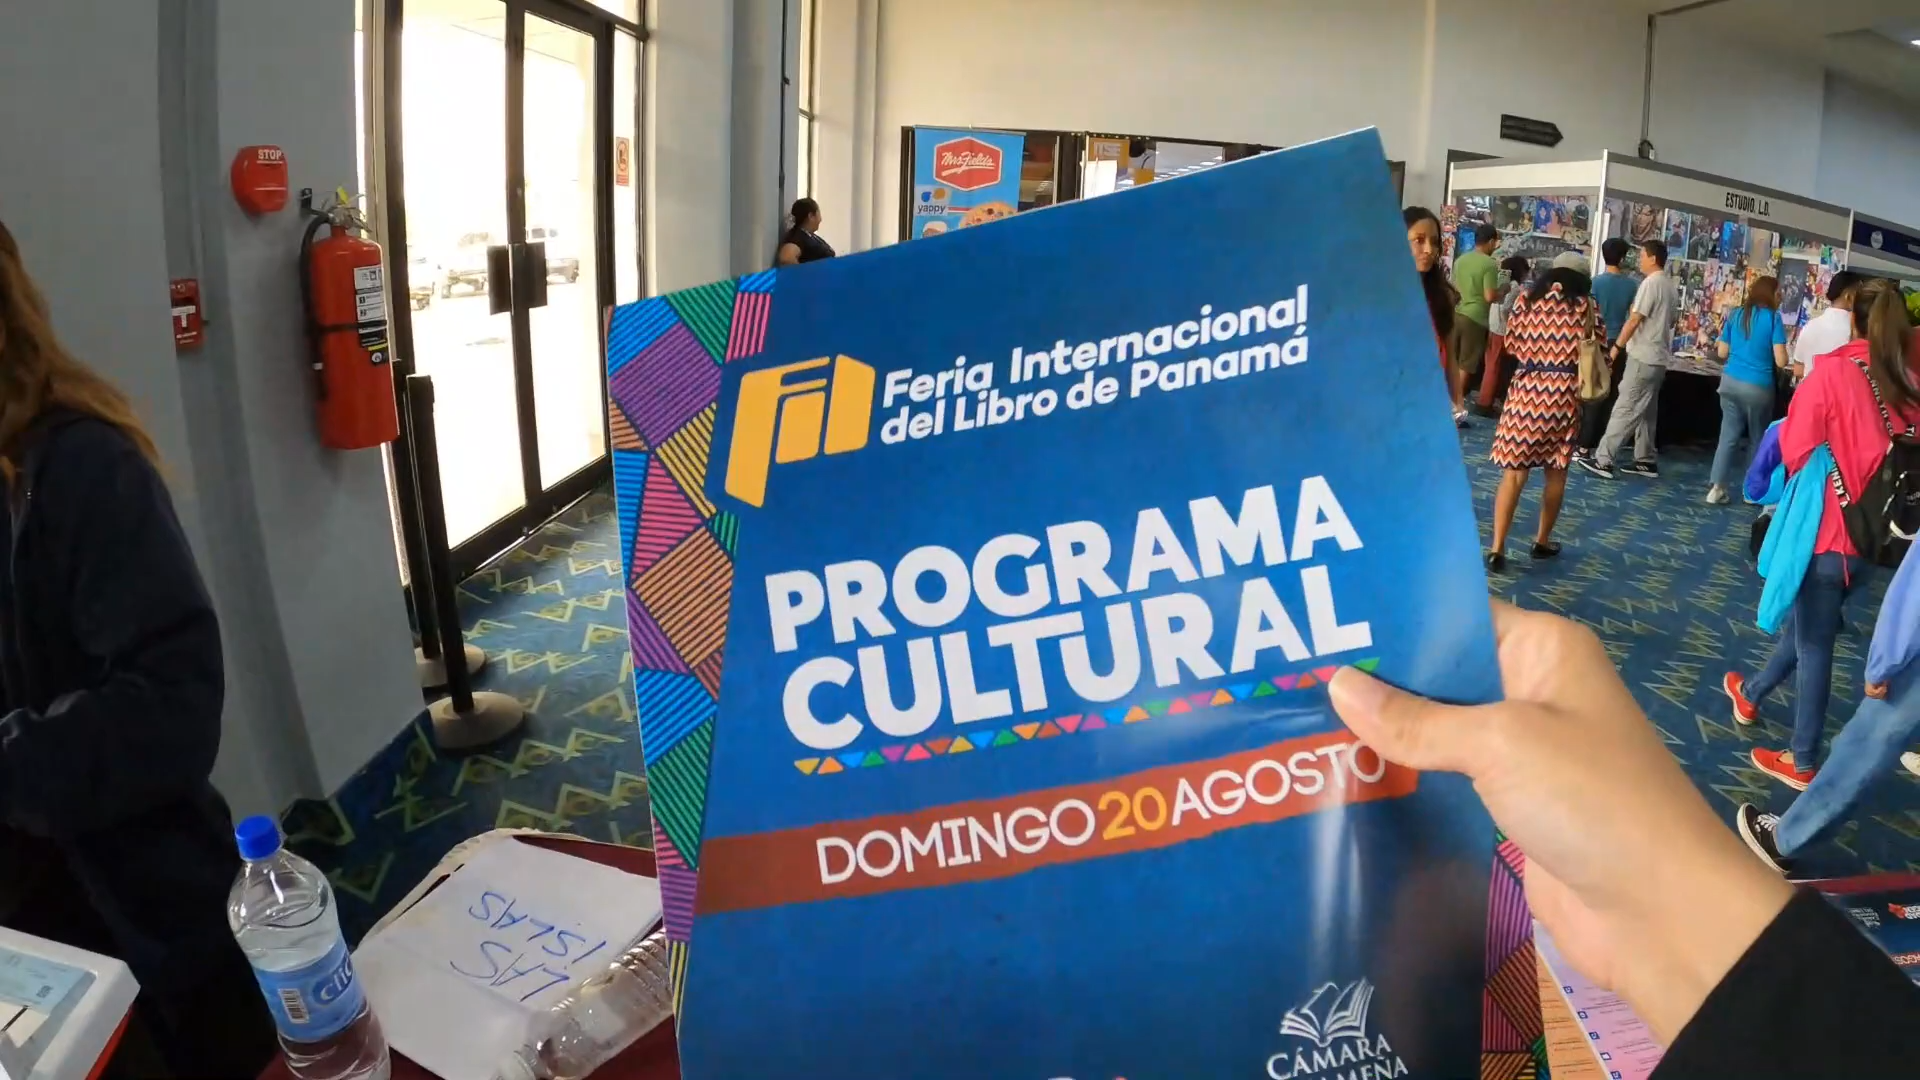 STOP
Mrs. Fields
yappy
ESTUDIO. L.D.
fil
Feria Internacional
del Libro de Panamá
PROGRAMA
CULTURAL
DOMINGO 20 AGOSTO
CÁMARA
LAS
ISLAS